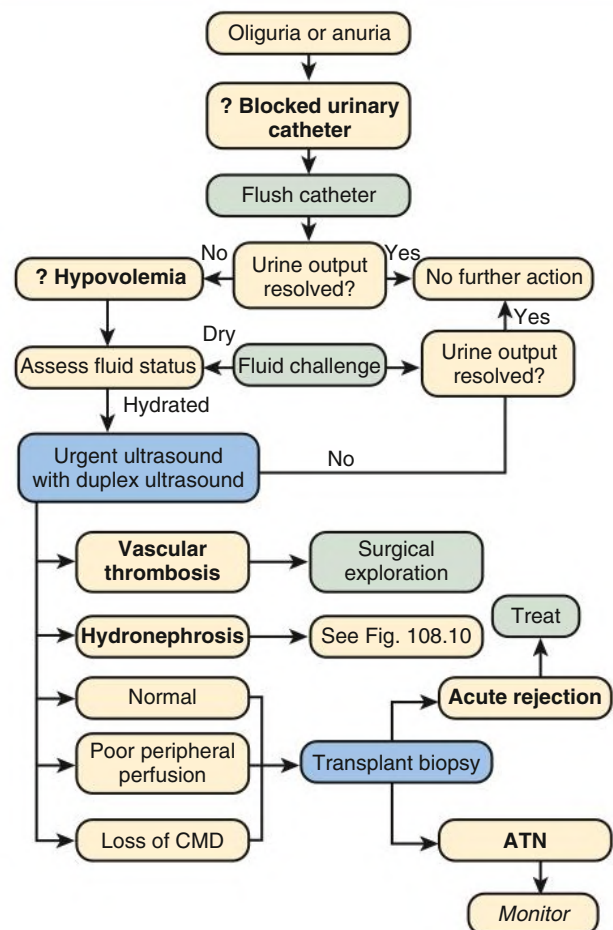 Oliguria or anuria
? Blocked urinary
catheter
Flush catheter
No
Urine output
resolved?
Yes
? Hypovolemia
No further action
Yes
Assess fluid status
Dry
Fluid challenge
Urine output
resolved?
Hydrated
Urgent ultrasound
with duplex ultrasound
No
Vascular
thrombosis
Surgical
exploration
Hydronephrosis
See Fig. 108.10
Treat
Normal
Acute rejection
Poor peripheral
perfusion
Transplant biopsy
Loss of CMD
ATN
Monitor